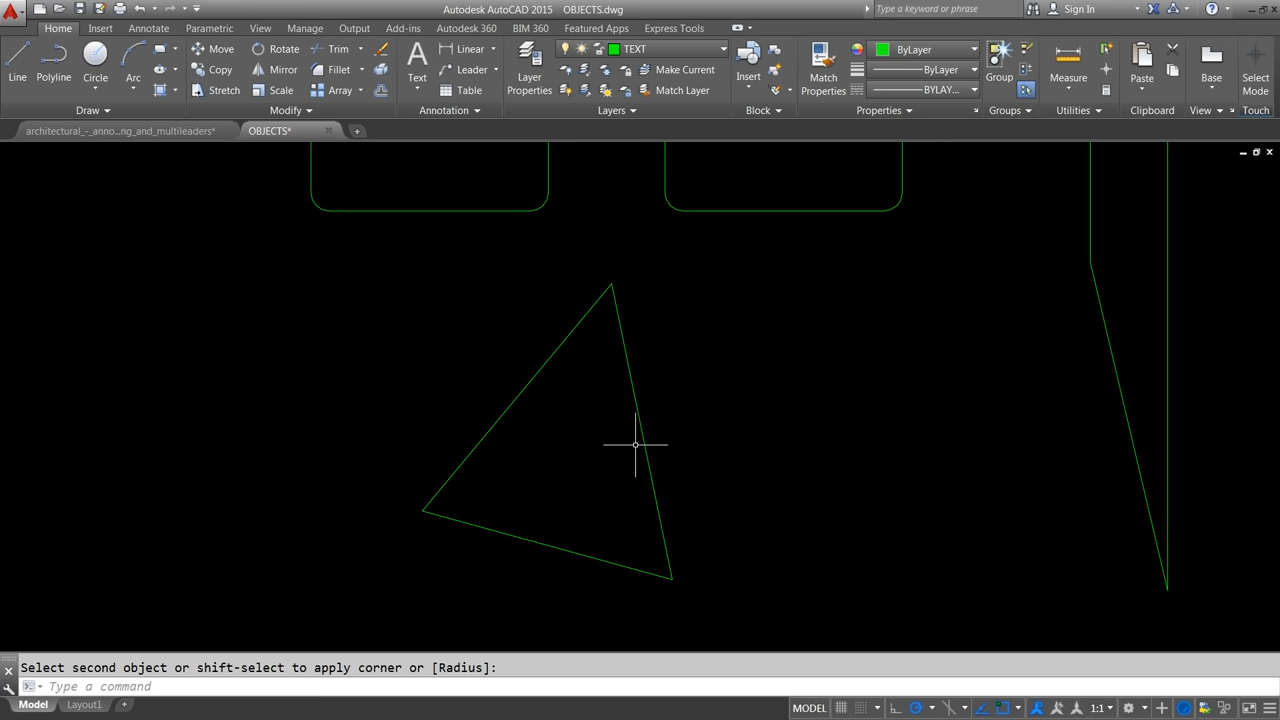 Autodesk AutoCAD 2015 OBJECTS.dwg
Type a keyword or phrase
Sign In
Home Insert Annotate Parametric View Manage Output Add-ins Autodesk 360 BIM 360 Featured Apps Express Tools
Line Polyline Circle Arc
Move Rotate Trim
Copy Mirror Fillet
Stretch Scale Array
Text
Linear
Leader
Table
Layer Properties
TEXT
Make Current
Match Layer
Insert
Match Properties
ByLayer
ByLayer
BYLAY...
Group
Measure
Paste
Base
Select Mode
Draw Modify Annotation Layers Block Properties Groups Utilities Clipboard View Touch
architectural_-_anno...ng_and_multileaders* OBJECTS*
Select second object or shift-select to apply corner or [Radius]:
Type a command
Model Layout1
MODEL 1:1